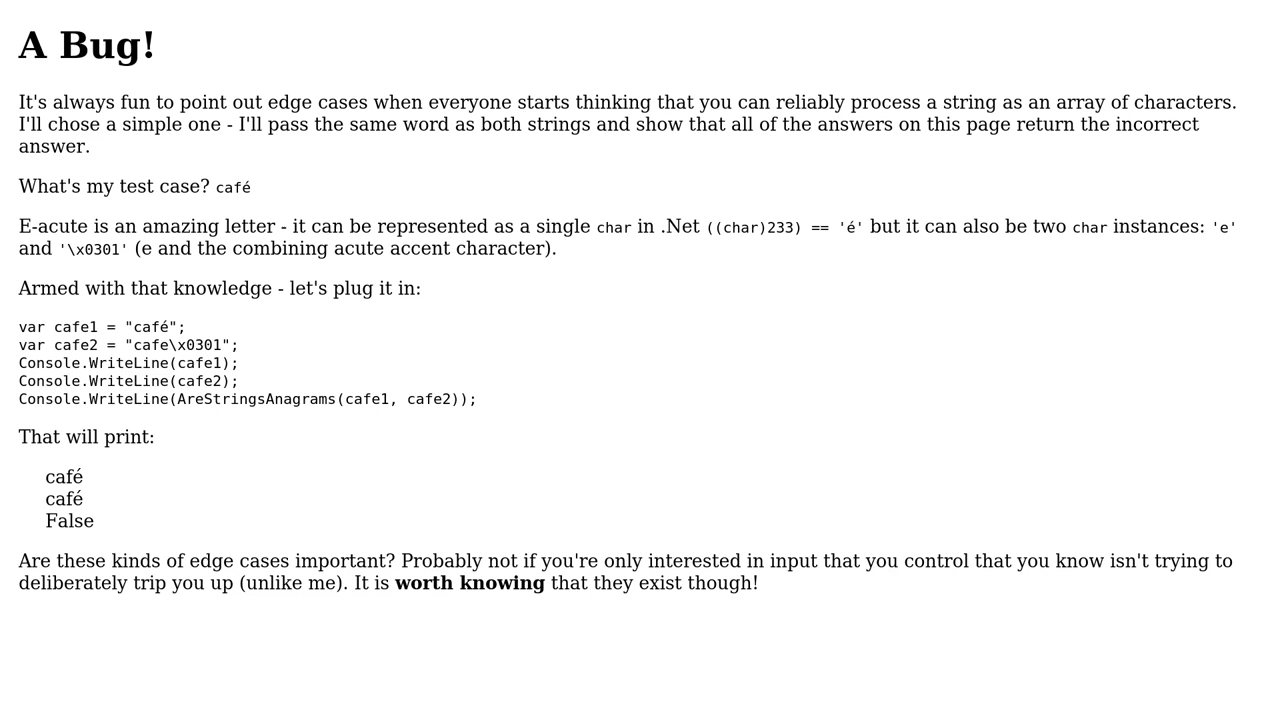 A Bug!
It's always fun to point out edge cases when everyone starts thinking that you can reliably process a string as an array of characters.
I'll chose a simple one - I'll pass the same word as both strings and show that all of the answers on this page return the incorrect
answer.
What's my test case? café
E-acute is an amazing letter - it can be represented as a single char in .Net ((char)233) == 'é' but it can also be two char instances: 'e'
and '\x0301' (e and the combining acute accent character).
Armed with that knowledge - let's plug it in:
var cafe1 = "café";
var cafe2 = "cafe\x0301";
Console.WriteLine(cafe1);
Console.WriteLine(cafe2);
Console.WriteLine(AreStringsAnagrams(cafe1, cafe2));
That will print:
café
café
False
Are these kinds of edge cases important? Probably not if you're only interested in input that you control that you know isn't trying to
deliberately trip you up (unlike me). It is worth knowing that they exist though!